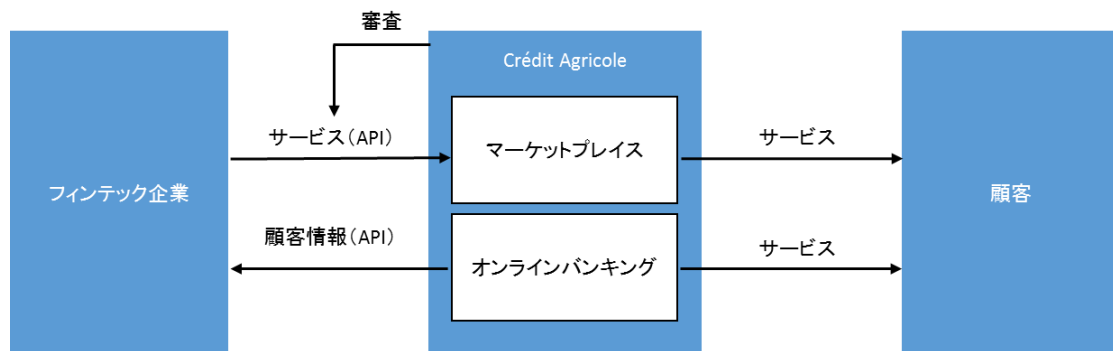 審査
Crédit Agricole
サービス（API）
マーケットプレイス
サービス
フィンテック企業
顧客
顧客情報（API）
オンラインバンキング
サービス